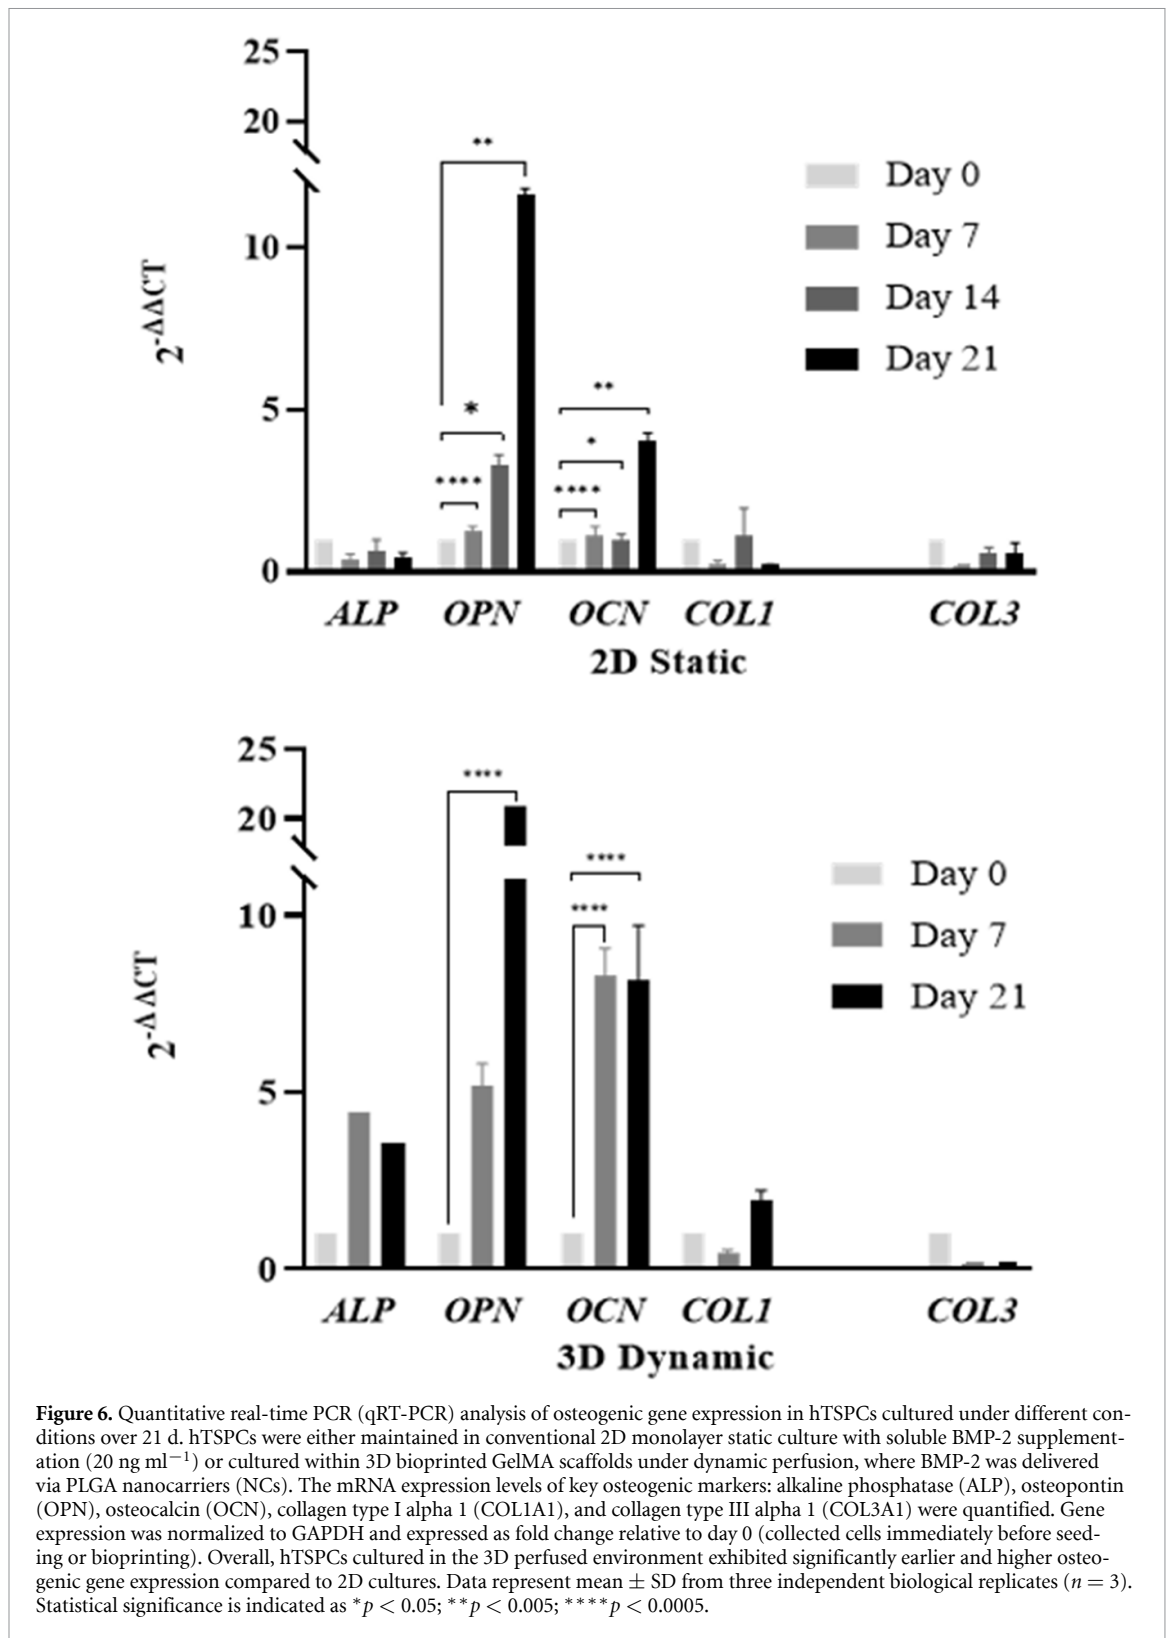 25
20
10
5
0
2-ΔΔCT
**
*
****
**
*
****
Day 0
Day 7
Day 14
Day 21
ALP OPN OCN COL1 COL3
2D Static
25
20
10
5
0
2-ΔΔCT
****
****
****
Day 0
Day 7
Day 21
ALP OPN OCN COL1 COL3
3D Dynamic
Figure 6. Quantitative real-time PCR (qRT-PCR) analysis of osteogenic gene expression in hTSPCs cultured under different con-
ditions over 21 d. hTSPCs were either maintained in conventional 2D monolayer static culture with soluble BMP-2 supplement-
ation (20 ng ml−1) or cultured within 3D bioprinted GelMA scaffolds under dynamic perfusion, where BMP-2 was delivered
via PLGA nanocarriers (NCs). The mRNA expression levels of key osteogenic markers: alkaline phosphatase (ALP), osteopontin
(OPN), osteocalcin (OCN), collagen type I alpha 1 (COL1A1), and collagen type III alpha 1 (COL3A1) were quantified. Gene
expression was normalized to GAPDH and expressed as fold change relative to day 0 (collected cells immediately before seed-
ing or bioprinting). Overall, hTSPCs cultured in the 3D perfused environment exhibited significantly earlier and higher osteo-
genic gene expression compared to 2D cultures. Data represent mean ± SD from three independent biological replicates (n = 3).
Statistical significance is indicated as *p < 0.05; **p < 0.005; ****p < 0.0005.